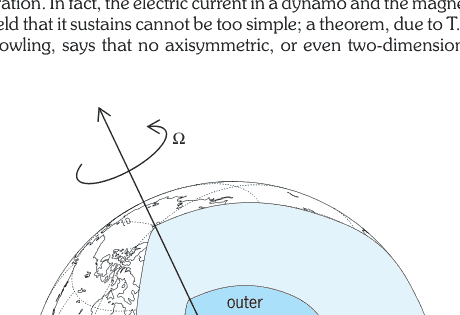 ration. In fact, the electric current in a dynamo and the magne
eld that it sustains cannot be too simple; a theorem, due to T.
owling, says that no axisymmetric, or even two-dimension
Ω
outer